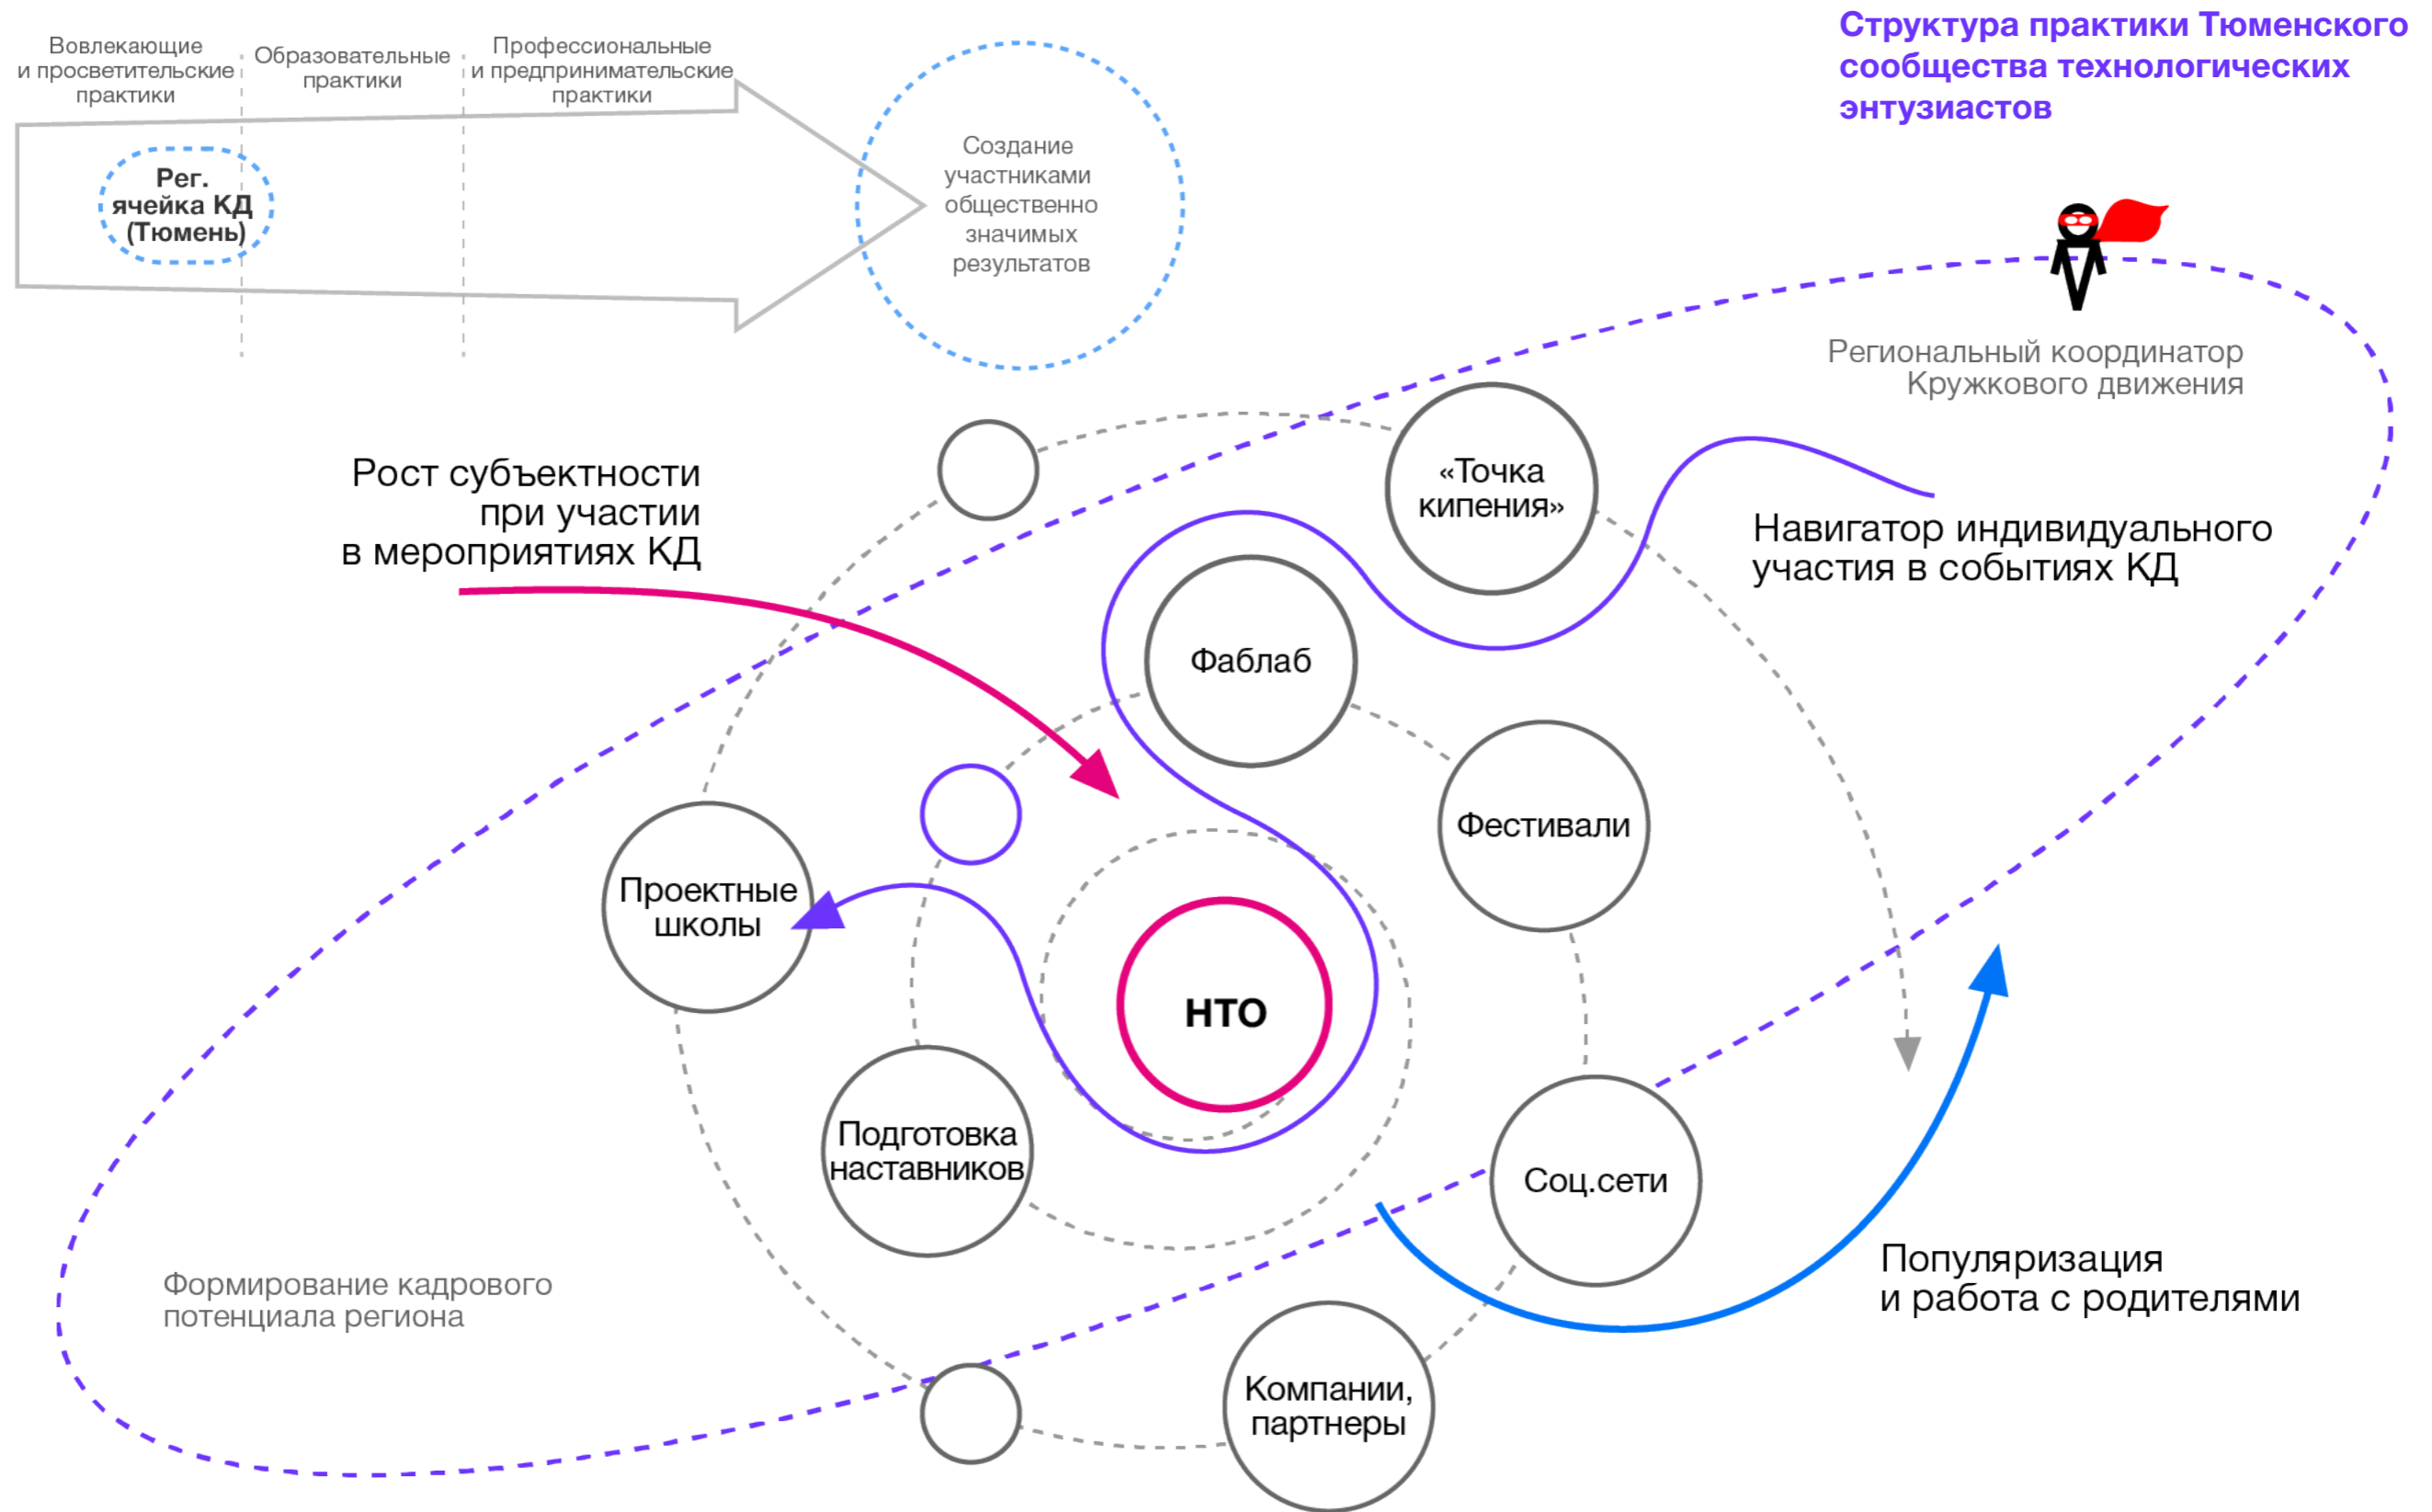 Структура практики Тюменского
сообщества технологических
энтузиастов
Вовлекающие
и просветительские
практики
Образовательные
практики
Профессиональные
и предпринимательские
практики
Рег.
ячейка КД
(Тюмень)
Создание
участниками
общественно
значимых
результатов
Региональный координатор
Кружкового движения
Рост субъектности
при участии
в мероприятиях КД
«Точка
кипения»
Навигатор индивидуального
участия в событиях КД
Фаблаб
Фестивали
Проектные
школы
НТО
Подготовка
наставников
Соц.сети
Популяризация
и работа с родителями
Формирование кадрового
потенциала региона
Компании,
партнеры